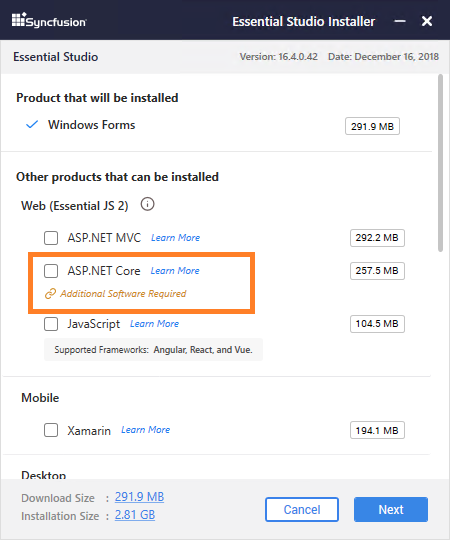 Syncfusion Essential Studio Installer
Essential Studio Version: 16.4.0.42 Date: December 16, 2018
Product that will be installed
Windows Forms 291.9 MB
Other products that can be installed
Web (Essential JS 2)
ASP.NET MVC Learn More 292.2 MB
ASP.NET Core Learn More 257.5 MB
Additional Software Required
JavaScript Learn More 104.5 MB
Supported Frameworks: Angular, React, and Vue.
Mobile
Xamarin Learn More 194.1 MB
Desktop
Download Size : 291.9 MB
Installation Size : 2.81 GB
Cancel Next